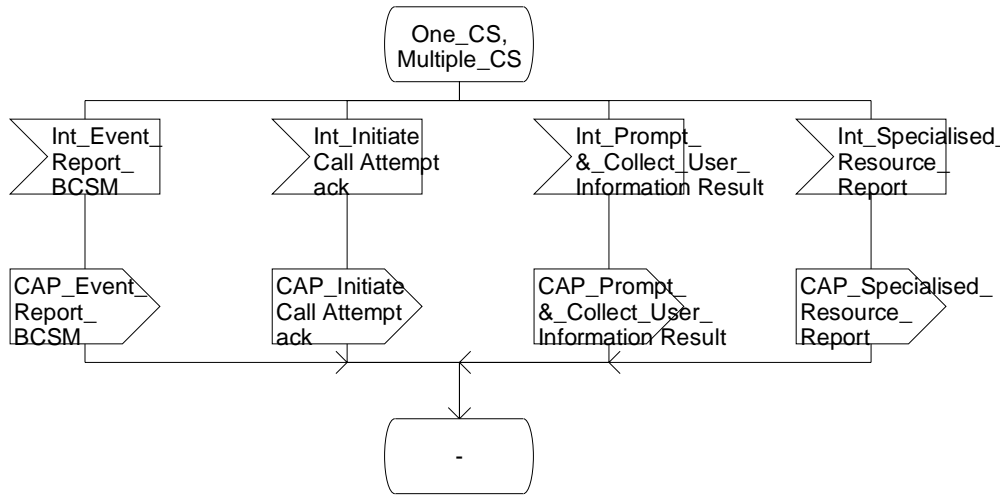 One_CS,
Multiple_CS
Int_Event_
Report_
BCSM
Int_Initiate
Call Attempt
ack
Int_Prompt_
&_Collect_User_
Information Result
Int_Specialised_
Resource_
Report
CAP_Event_
Report_
BCSM
CAP_Initiate
Call Attempt
ack
CAP_Prompt_
&_Collect_User_
Information Result
CAP_Specialised_
Resource_
Report
-